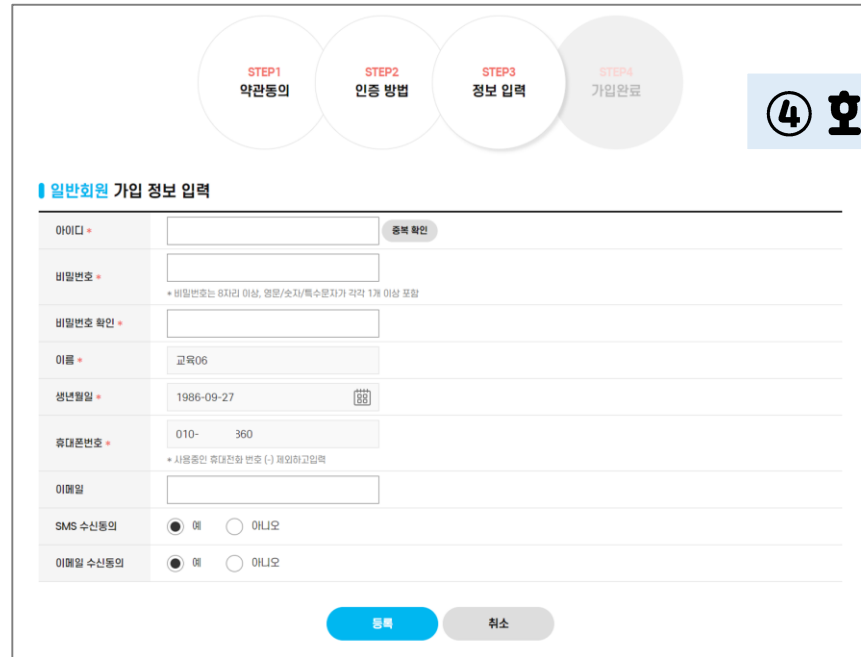 STEP1
약관동의
STEP2
인증 방법
STEP3
정보 입력
STEP4
가입완료
④
일반회원 가입 정보 입력
아이디 *
중복 확인
비밀번호 *
* 비밀번호는 8자리 이상, 영문/숫자/특수문자가 각각 1개 이상 포함
비밀번호 확인 *
이름 * 교육06
생년월일 * 1986-09-27
휴대폰번호 * 010- 360
* 사용중인 휴대전화 번호 (-) 제외하고입력
이메일
SMS 수신동의 예 아니오
이메일 수신동의 예 아니오
등록 취소